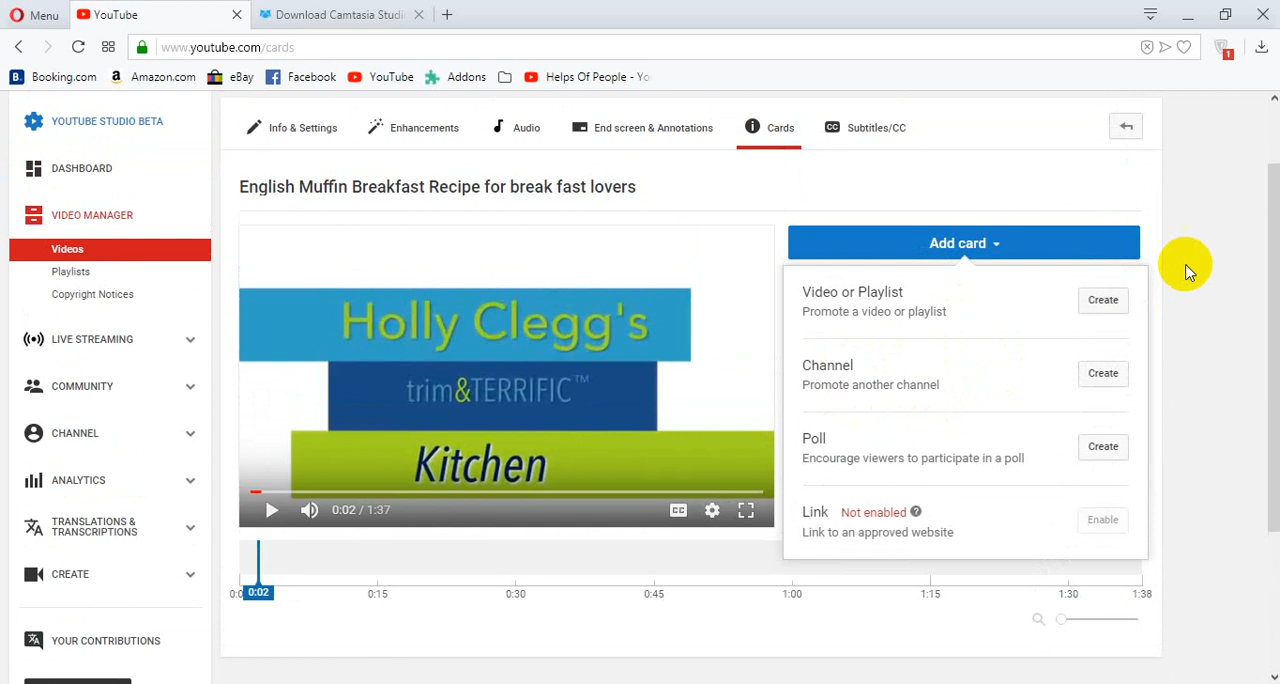 Menu
YouTube
Download Camtasia Studi
www.youtube.com/cards
1
B. Booking.com
a Amazon.com
eBay
Facebook
YouTube
Addons
Helps Of People - Yo
YOUTUBE STUDIO BETA
DASHBOARD
VIDEO MANAGER
Videos
Playlists
Copyright Notices
LIVE STREAMING
COMMUNITY
CHANNEL
ANALYTICS
TRANSLATIONS &
TRANSCRIPTIONS
CREATE
YOUR CONTRIBUTIONS
Info & Settings
Enhancements
Audio
End screen & Annotations
Cards
CC Subtitles/CC
English Muffin Breakfast Recipe for break fast lovers
Holly Clegg's
trim&TERRIFIC™
Kitchen
0:02 / 1:37
CC
Add card
Video or Playlist
Promote a video or playlist
Create
Channel
Promote another channel
Create
Poll
Encourage viewers to participate in a poll
Create
Link Not enabled ?
Link to an approved website
Enable
0:0
0:02
0:15
0:30
0:45
1:00
1:15
1:30
1:38